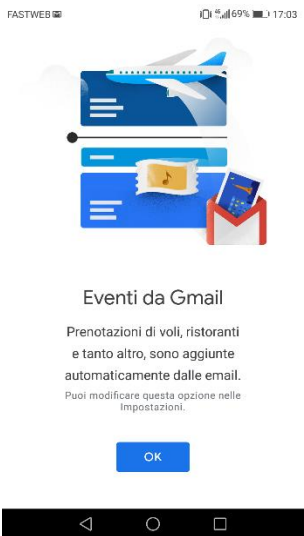 FASTWEB 4G 69% 17:03
Eventi da Gmail
Prenotazioni di voli, ristoranti
e tanto altro, sono aggiunte
automaticamente dalle email.
Puoi modificare questa opzione nelle
Impostazioni.
OK